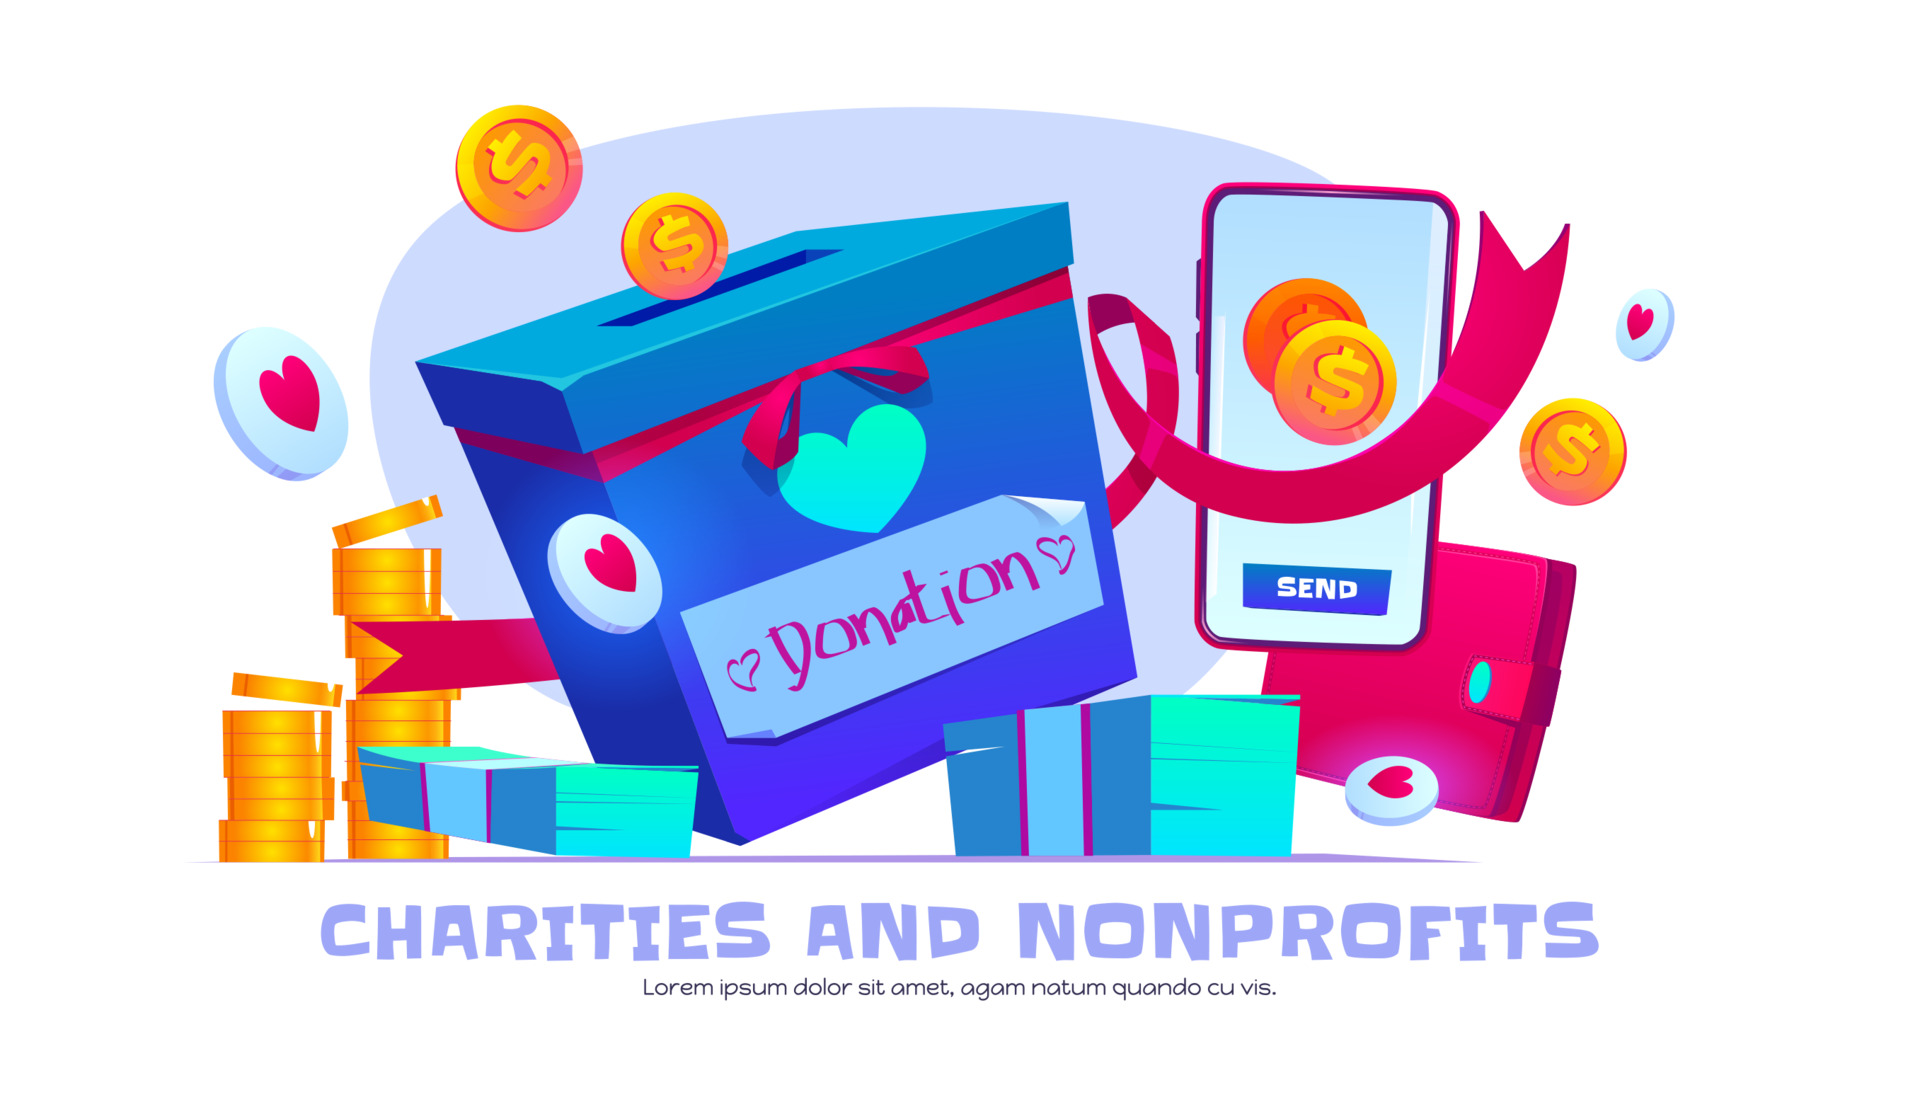 ♡Donation♡
SEND
CHARITIES AND NONPROFITS
Lorem ipsum dolor sit amet, agam natum quando cu vis.